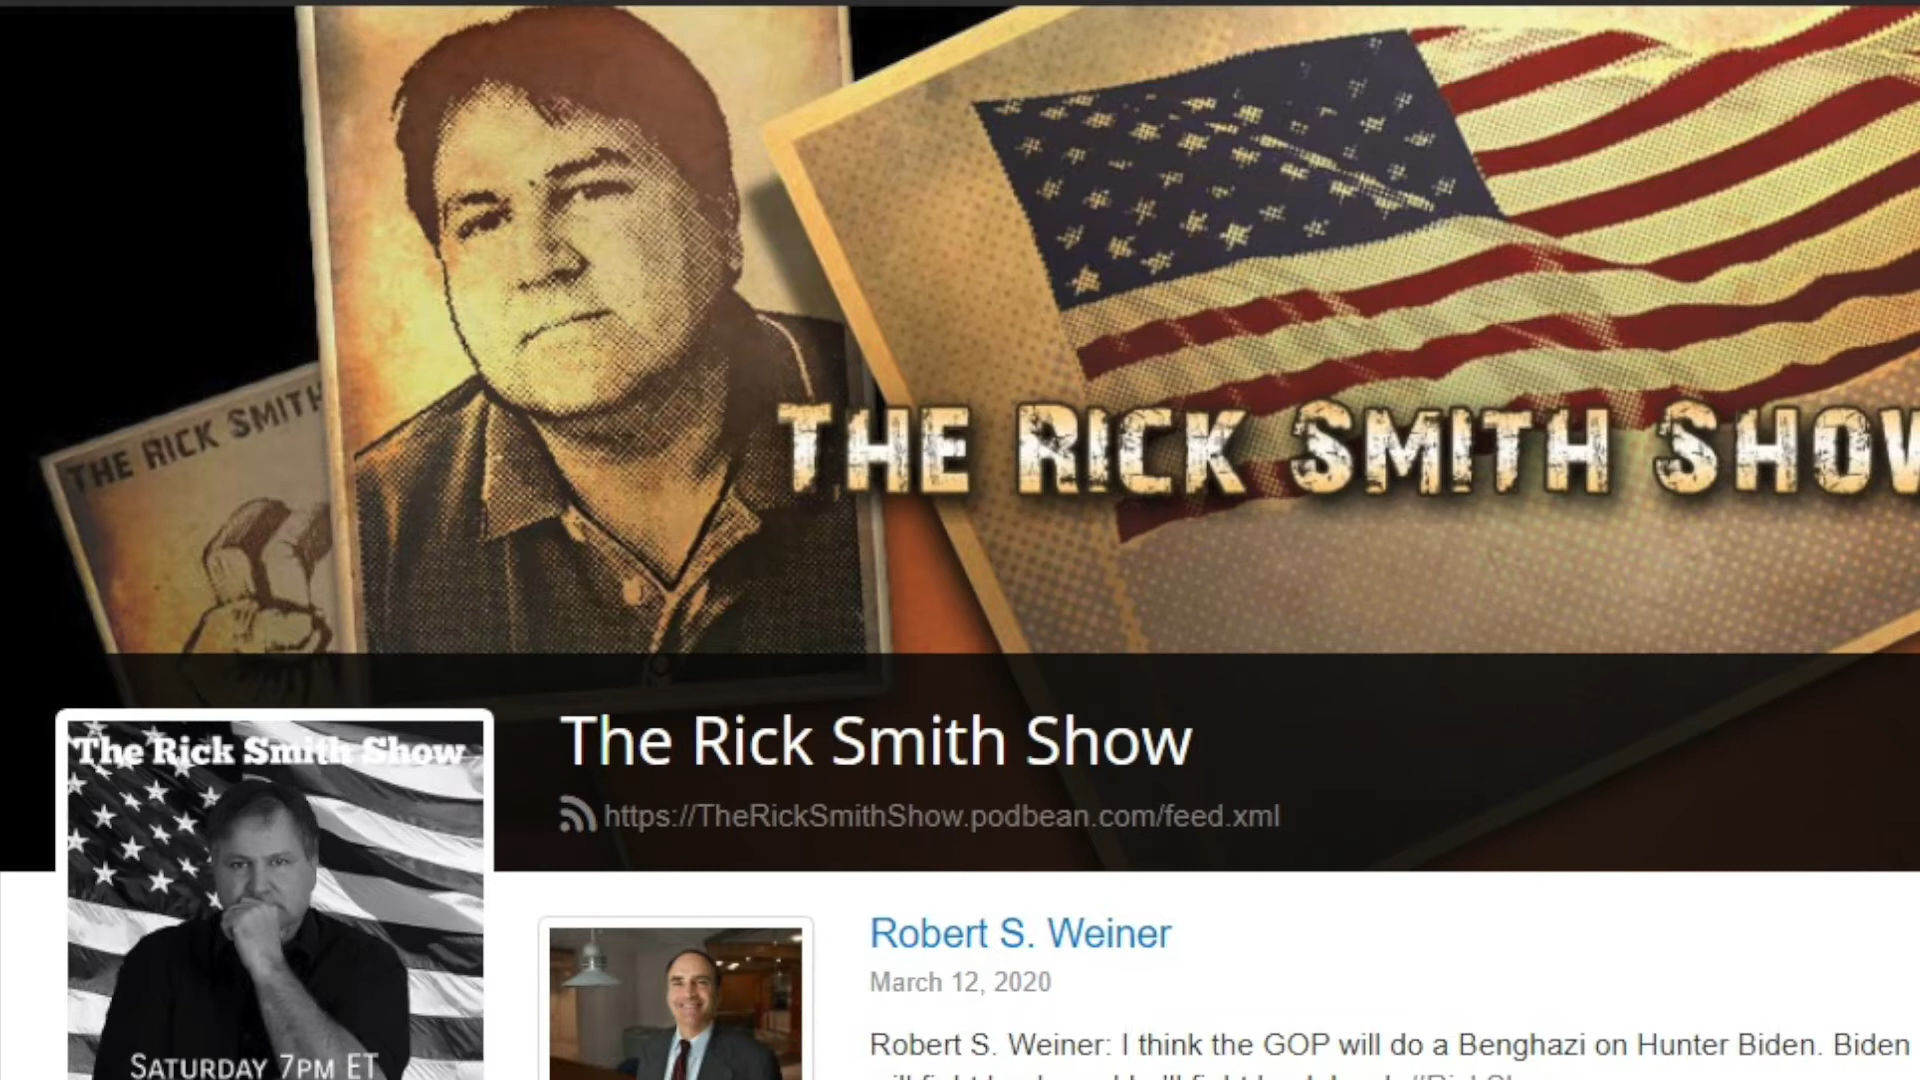 THE RICK SMITH
THE RICK SMITH SHOW
The Rick Smith Show
https://TheRickSmithShow.podbean.com/feed.xml
The Rick Smith Show
SATURDAY 7PM ET
Robert S. Weiner
March 12, 2020
Robert S. Weiner: I think the GOP will do a Benghazi on Hunter Biden. Biden